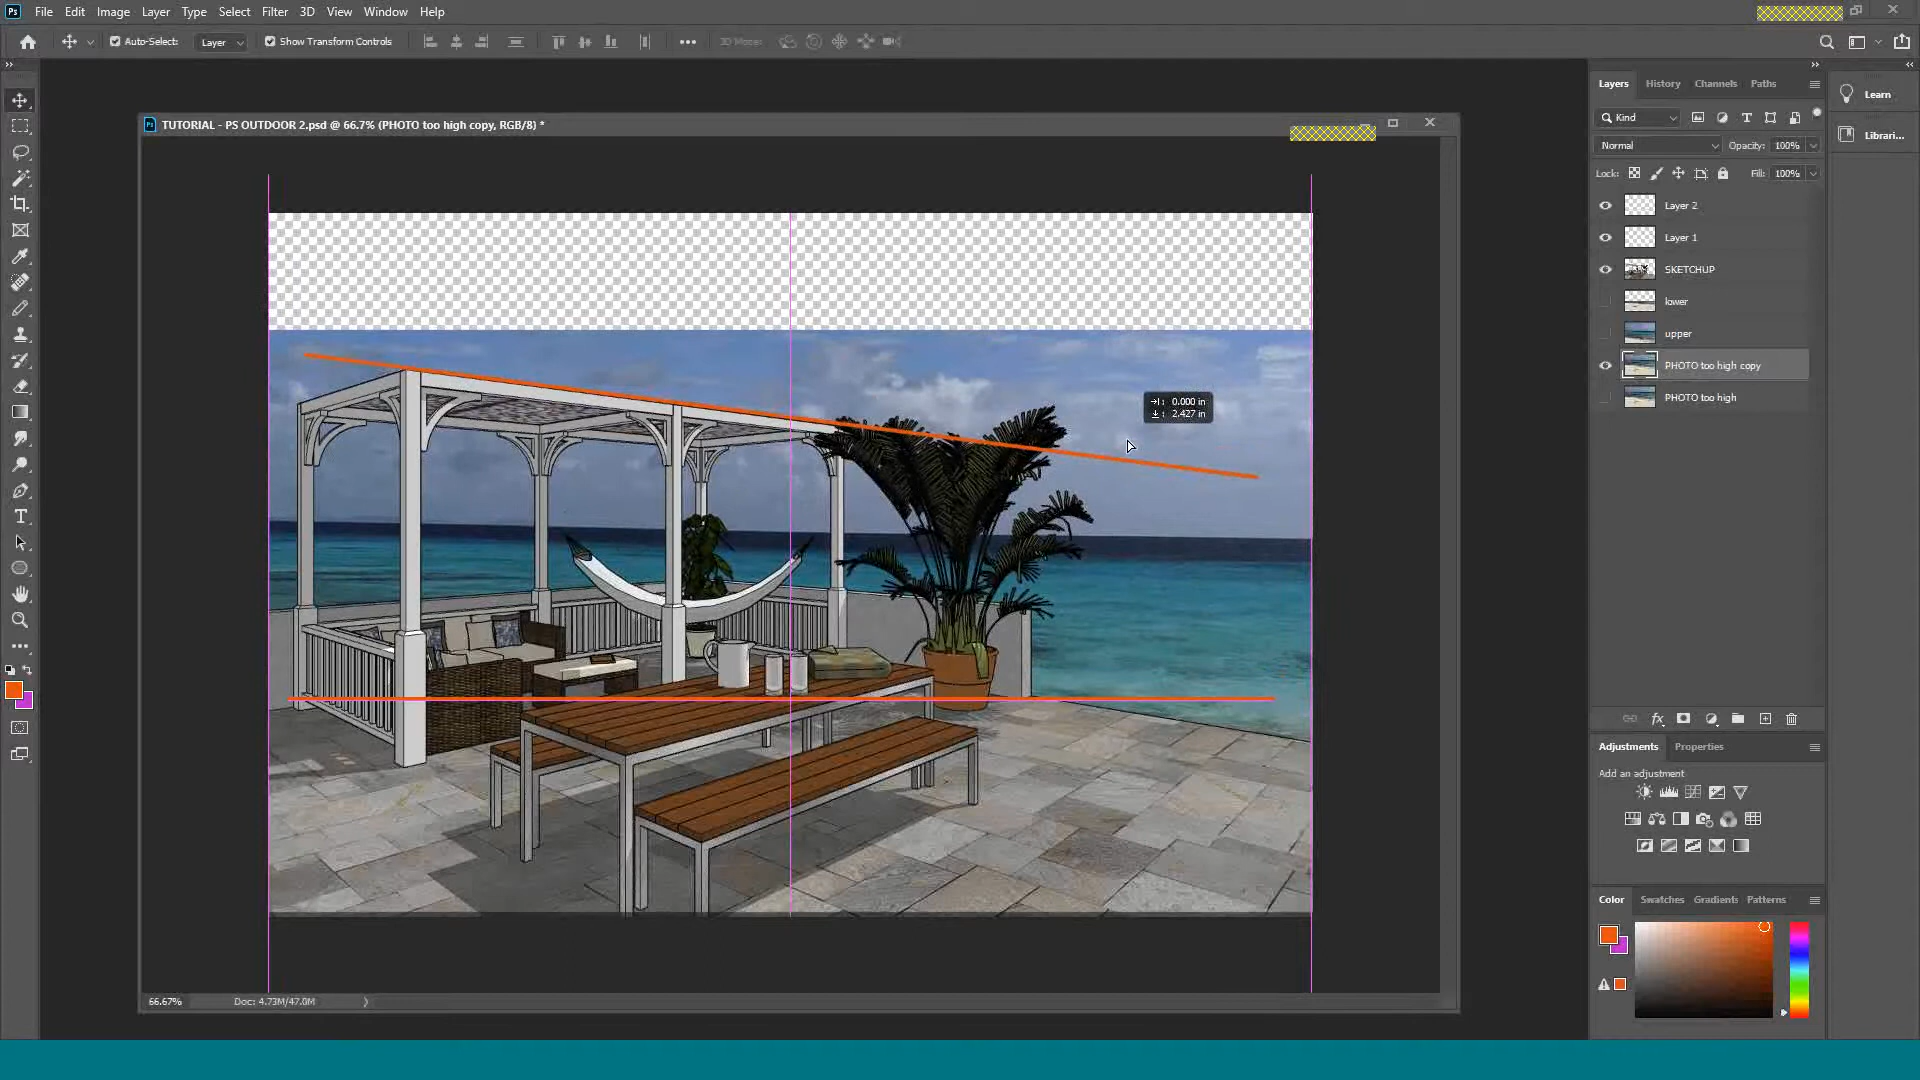 Ps File Edit Image Layer Type Select Filter 3D View Window Help
Auto-Select: Layer Show Transform Controls 3D Mode:
Ps TUTORIAL - PS OUTDOOR 2.psd @ 66.7% (PHOTO too high copy, RGB/8) *
0.000 in
2.427 in
66.67% Doc: 4.73M/47.0M
Layers History Channels Paths
Kind
Normal Opacity: 100%
Lock: Fill: 100%
Layer 2
Layer 1
SKETCHUP
lower
upper
PHOTO too high copy
PHOTO too high
Adjustments Properties
Add an adjustment
Color Swatches Gradients Patterns
Learn
Librari...